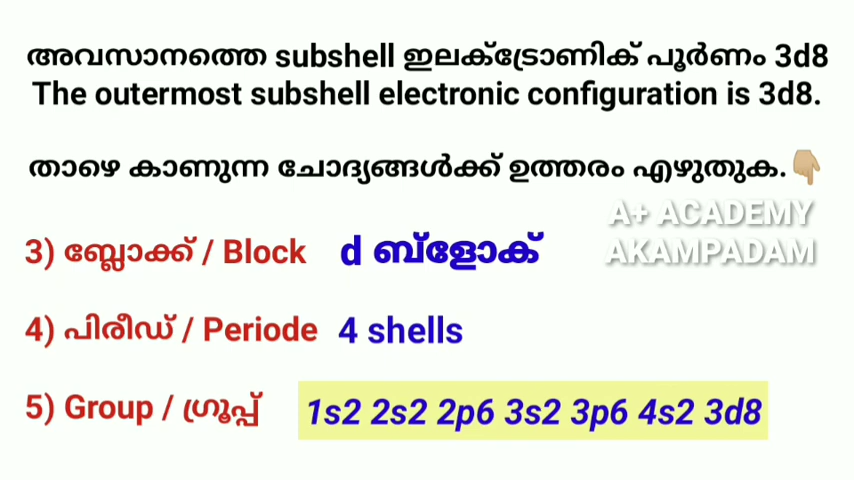 അവസാനത്തെ subshell ഇലക്ട്രോണിക് പൂർണം 3d8
The outermost subshell electronic configuration is 3d8.
താഴെ കാണുന്ന ചോദ്യങ്ങൾക്ക് ഉത്തരം എഴുതുക.
A+ ACADEMY
AKAMPADAM
3) ബ്ലോക്ക് / Block d ബ്ളോക്
4) പിരീഡ് / Periode 4 shells
5) Group / ഗ്രൂപ്പ് 1s2 2s2 2p6 3s2 3p6 4s2 3d8